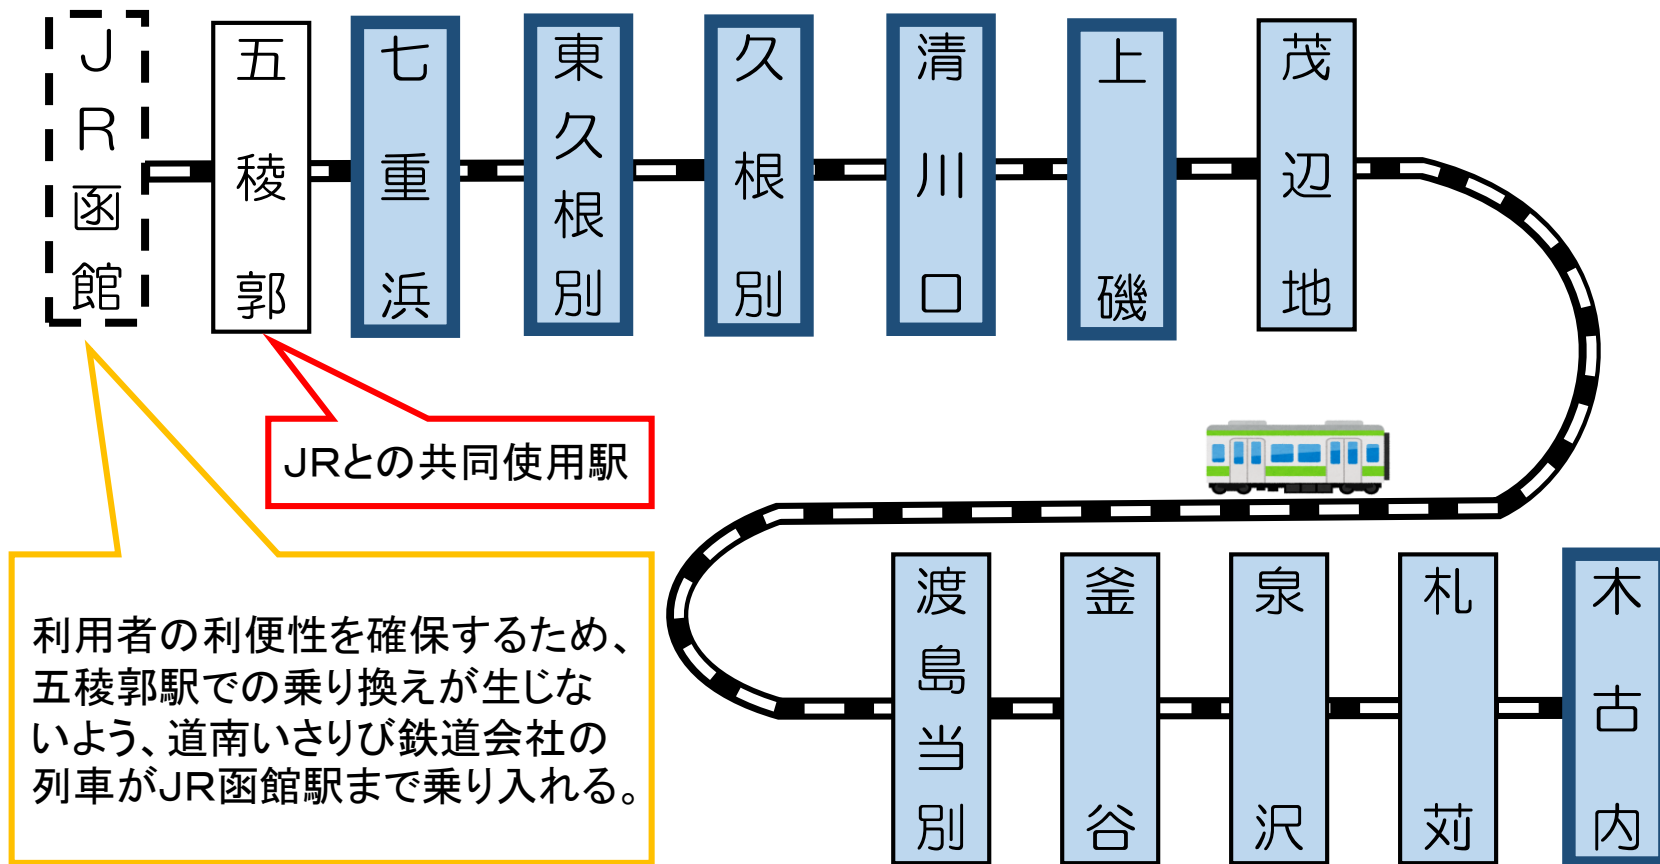 JR函館
五稜郭
七重浜
東久根別
久根別
清川口
上磯
茂辺地
JRとの共同使用駅
利用者の利便性を確保するため、
五稜郭駅での乗り換えが生じな
いよう、道南いさりび鉄道会社の
列車がJR函館駅まで乗り入れる。
渡島当別
釜谷
泉沢
札苅
木古内